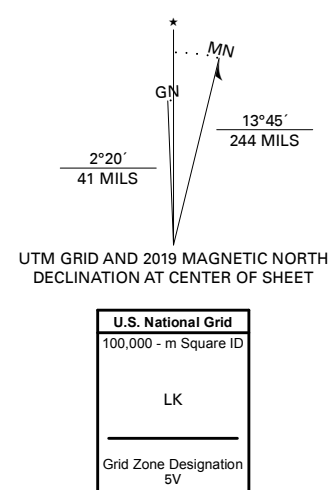 ★
MN
GN
13°45´
244 MILS
2°20´
41 MILS
UTM GRID AND 2019 MAGNETIC NORTH
DECLINATION AT CENTER OF SHEET
U.S. National Grid
100,000 - m Square ID
LK
Grid Zone Designation
5V